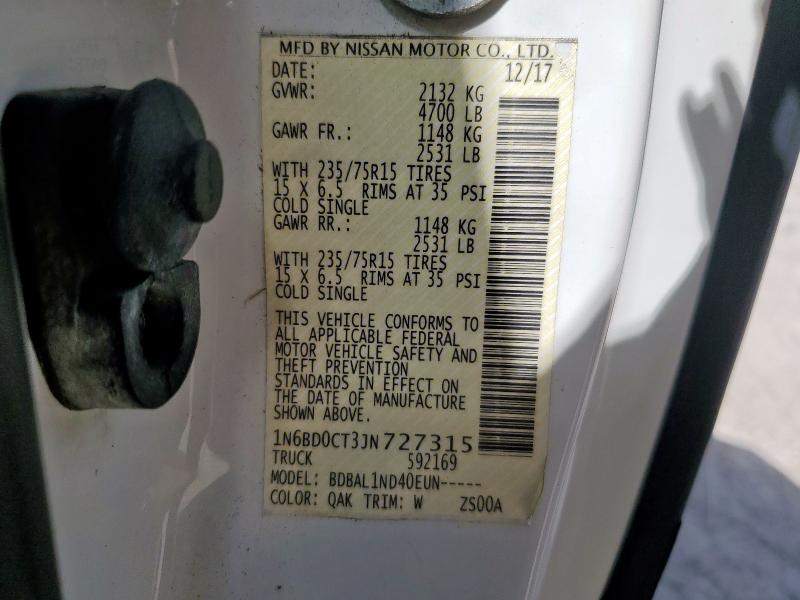 MFD BY NISSAN MOTOR CO., LTD.
DATE: 12/17
GVWR: 2132 KG
4700 LB
GAWR FR.: 1148 KG
2531 LB
WITH 235/75R15 TIRES
15 X 6.5 RIMS AT 35 PSI
COLD SINGLE
GAWR RR.: 1148 KG
2531 LB
WITH 235/75R15 TIRES
15 X 6.5 RIMS AT 35 PSI
COLD SINGLE
THIS VEHICLE CONFORMS TO
ALL APPLICABLE FEDERAL
MOTOR VEHICLE SAFETY AND
THEFT PREVENTION
STANDARDS IN EFFECT ON
THE DATE OF MANUFACTURE
SHOWN ABOVE.
1N6BD0CT3JN727315
TRUCK 592169
MODEL: BDBAL1ND40EUN-----
COLOR: QAK TRIM: W ZS00A